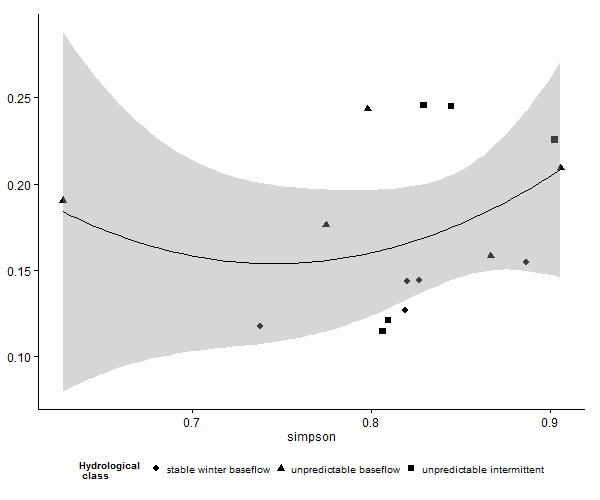 0.25
0.20
0.15
0.10
0.7 0.8 0.9
simpson
Hydrological
class
stable winter baseflow unpredictable baseflow unpredictable intermittent